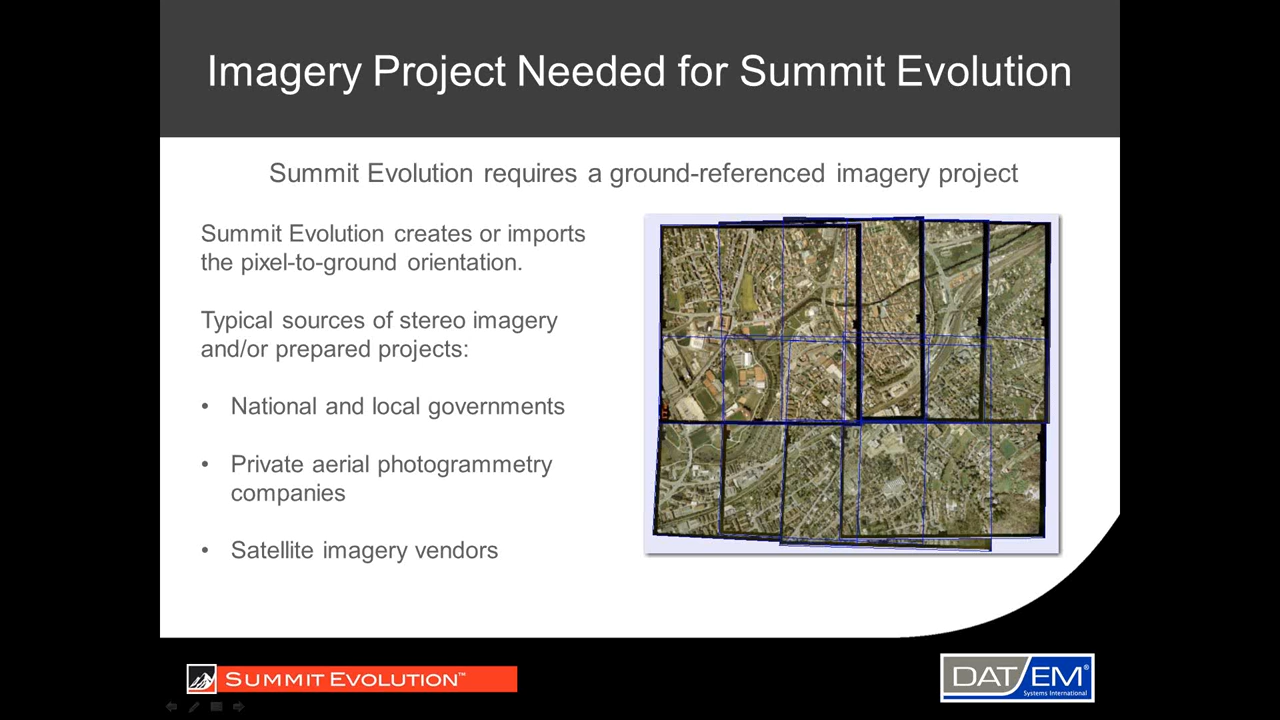 Imagery Project Needed for Summit Evolution
Summit Evolution requires a ground-referenced imagery project
Summit Evolution creates or imports
the pixel-to-ground orientation.
Typical sources of stereo imagery
and/or prepared projects:
• National and local governments
• Private aerial photogrammetry
companies
• Satellite imagery vendors
SUMMIT EVOLUTION™
DAT/EM®
Systems International